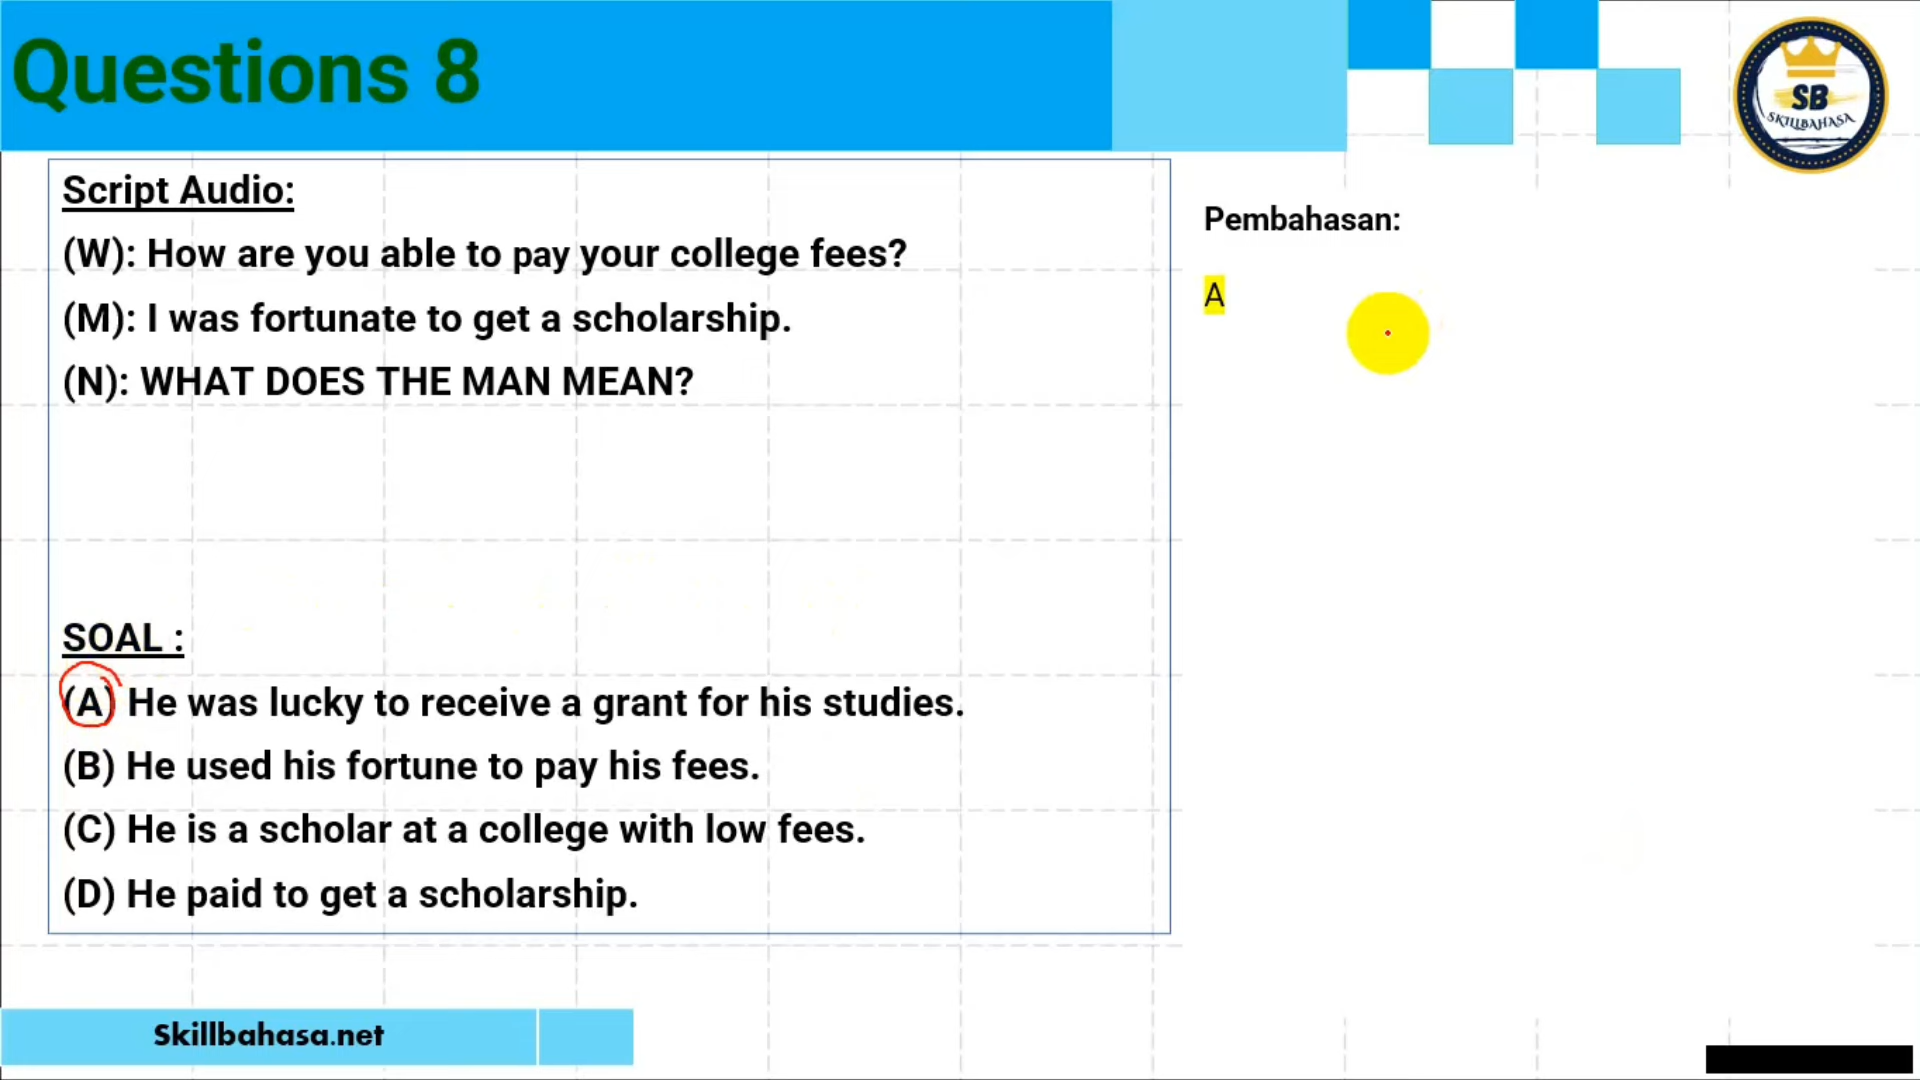 Questions 8
SB
SKILLBAHASA
Script Audio:
(W): How are you able to pay your college fees?
(M): I was fortunate to get a scholarship.
(N): WHAT DOES THE MAN MEAN?
SOAL :
(A) He was lucky to receive a grant for his studies.
(B) He used his fortune to pay his fees.
(C) He is a scholar at a college with low fees.
(D) He paid to get a scholarship.
Pembahasan:
A
Skillbahasa.net